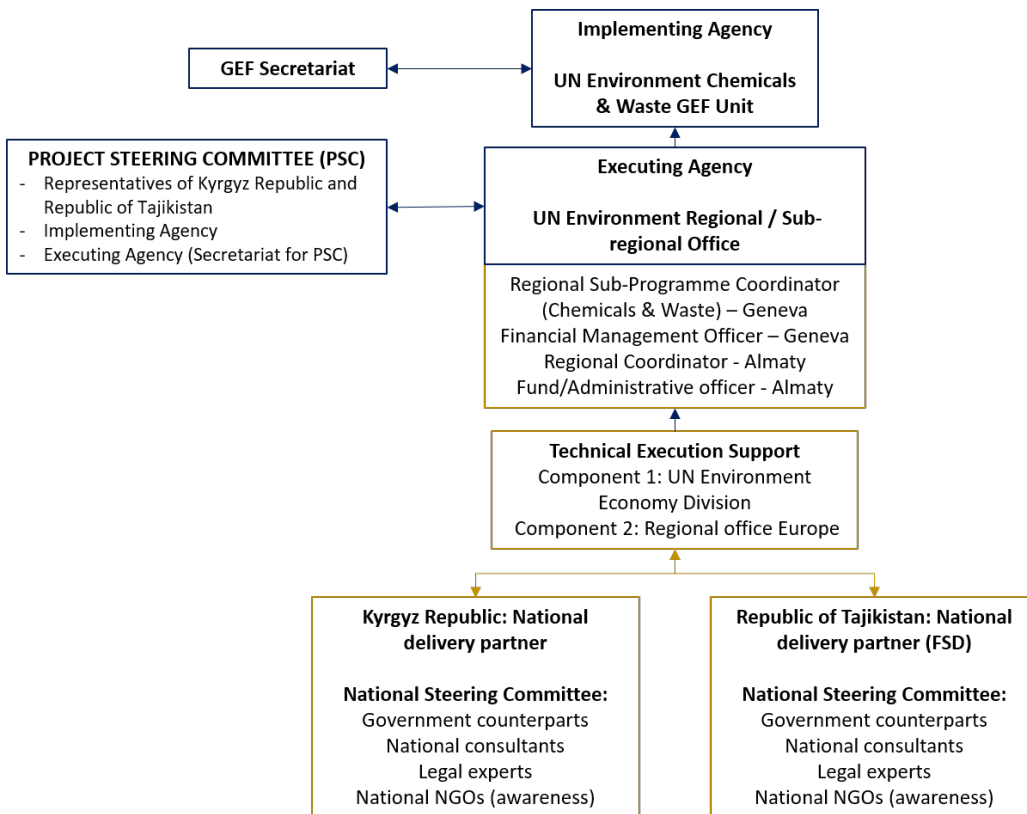 Implementing Agency
UN Environment Chemicals
& Waste GEF Unit
GEF Secretariat
PROJECT STEERING COMMITTEE (PSC)
- Representatives of Kyrgyz Republic and
Republic of Tajikistan
- Implementing Agency
- Executing Agency (Secretariat for PSC)
Executing Agency
UN Environment Regional / Sub-
regional Office
Regional Sub-Programme Coordinator
(Chemicals & Waste) – Geneva
Financial Management Officer – Geneva
Regional Coordinator - Almaty
Fund/Administrative officer - Almaty
Technical Execution Support
Component 1: UN Environment
Economy Division
Component 2: Regional office Europe
Kyrgyz Republic: National
delivery partner
National Steering Committee:
Government counterparts
National consultants
Legal experts
National NGOs (awareness)
Republic of Tajikistan: National
delivery partner (FSD)
National Steering Committee:
Government counterparts
National consultants
Legal experts
National NGOs (awareness)